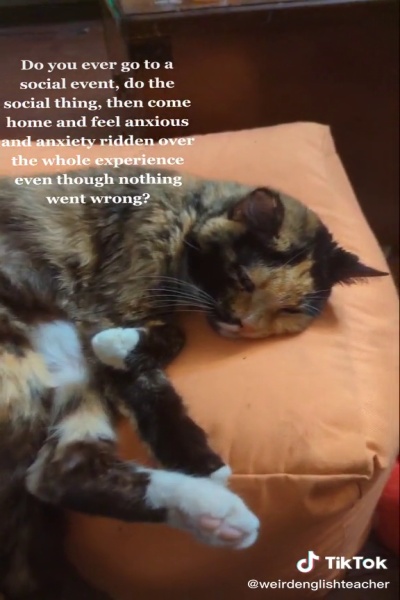 Do you ever go to a
social event, do the
social thing, then come
home and feel anxious
and anxiety ridden over
the whole experience
even though nothing
went wrong?
TikTok
@weirdenglishteacher